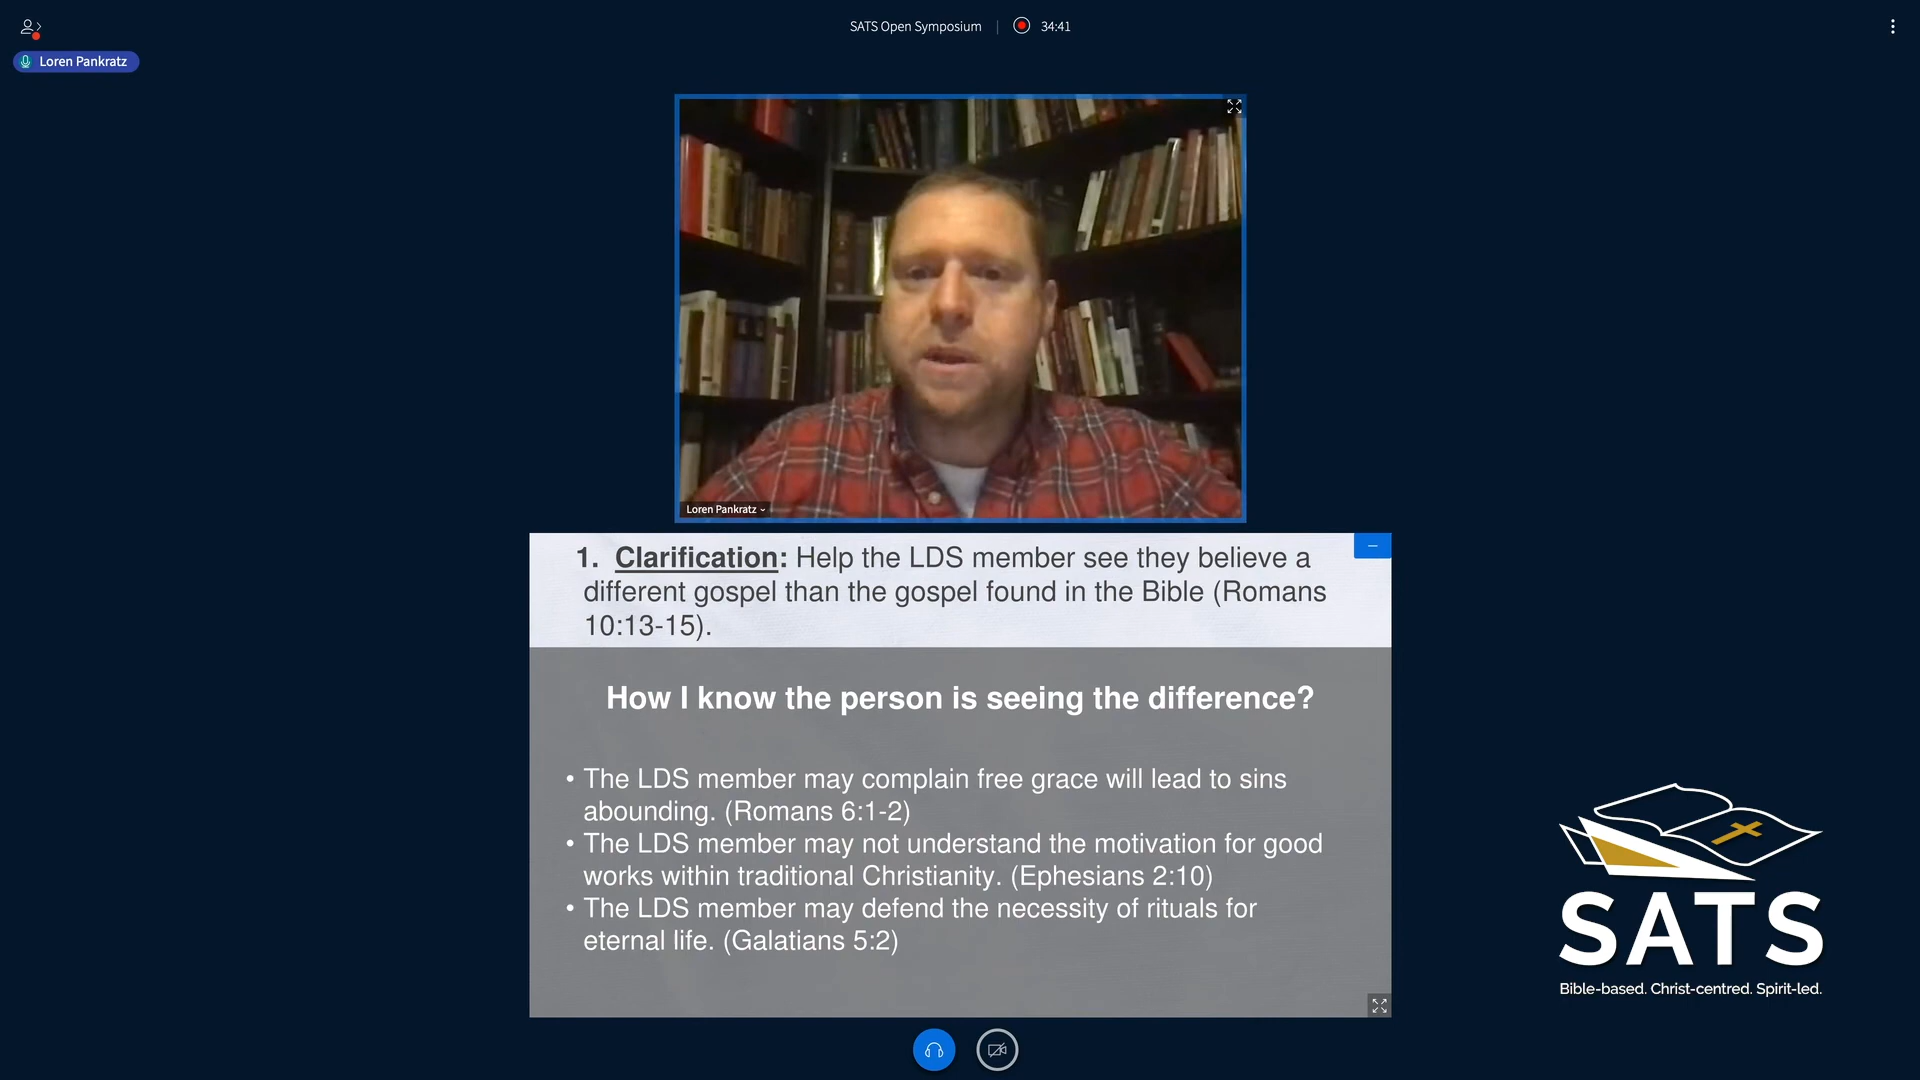 SATS Open Symposium
34:41
Loren Pankratz
Loren Pankratz
1. Clarification: Help the LDS member see they believe a
different gospel than the gospel found in the Bible (Romans
10:13-15).
How I know the person is seeing the difference?
• The LDS member may complain free grace will lead to sins
abounding. (Romans 6:1-2)
• The LDS member may not understand the motivation for good
works within traditional Christianity. (Ephesians 2:10)
• The LDS member may defend the necessity of rituals for
eternal life. (Galatians 5:2)
SATS
Bible-based. Christ-centred. Spirit-led.